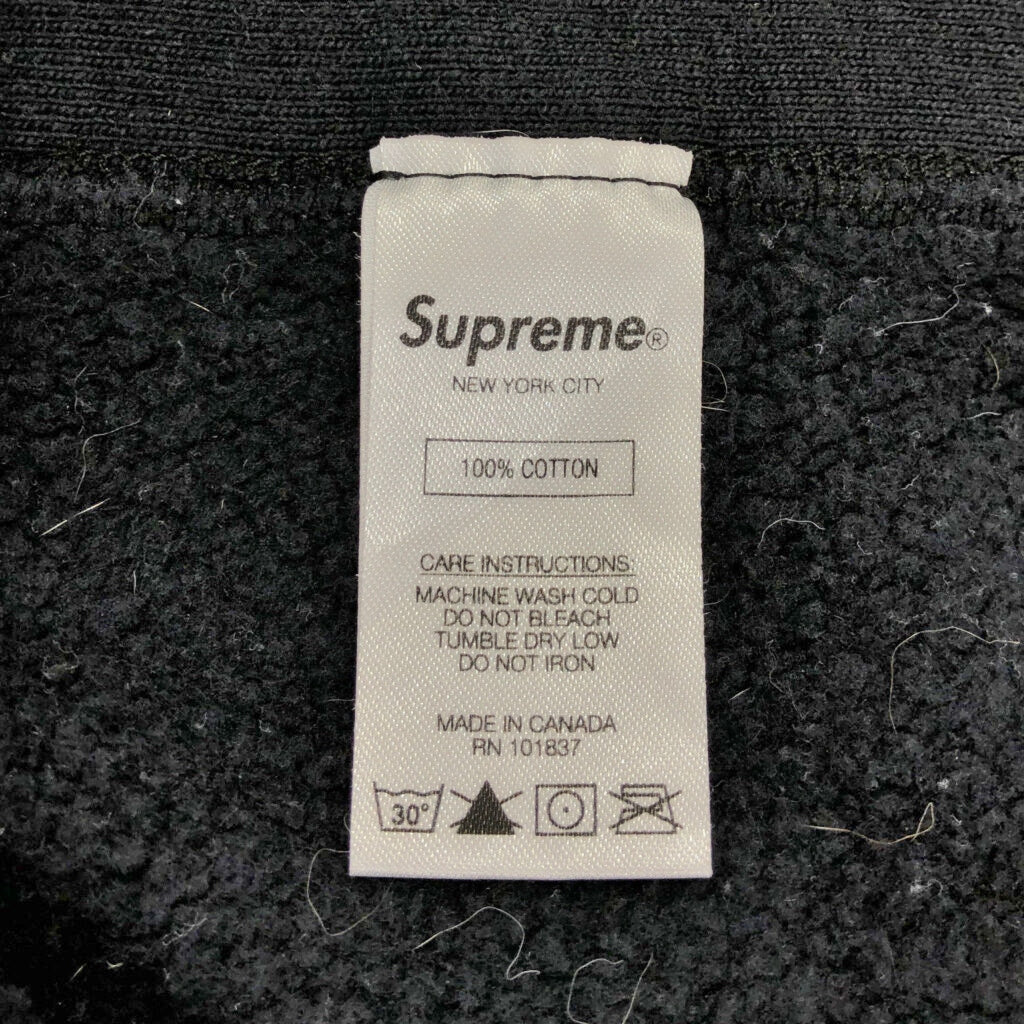 Supreme®
NEW YORK CITY
100% COTTON
CARE INSTRUCTIONS:
MACHINE WASH COLD
DO NOT BLEACH
TUMBLE DRY LOW
DO NOT IRON
MADE IN CANADA
RN 101837
30°